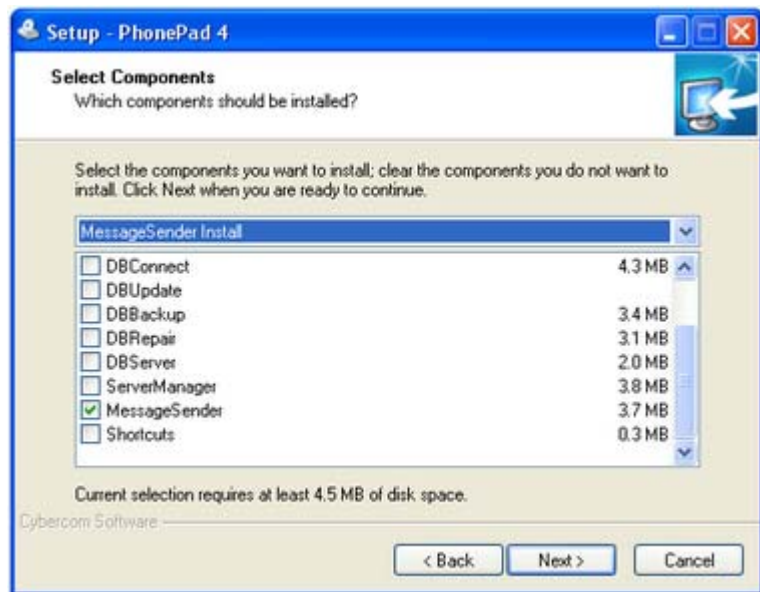 Setup - PhonePad 4
Select Components
Which components should be installed?
Select the components you want to install; clear the components you do not want to
install. Click Next when you are ready to continue.
MessageSender Install
DBConnect 4.3 MB
DBUpdate
DBBackup 3.4 MB
DBRepair 3.1 MB
DBServer 2.0 MB
ServerManager 3.8 MB
MessageSender 3.7 MB
Shortcuts 0.3 MB
Current selection requires at least 4.5 MB of disk space.
Cybercom Software
< Back Next > Cancel